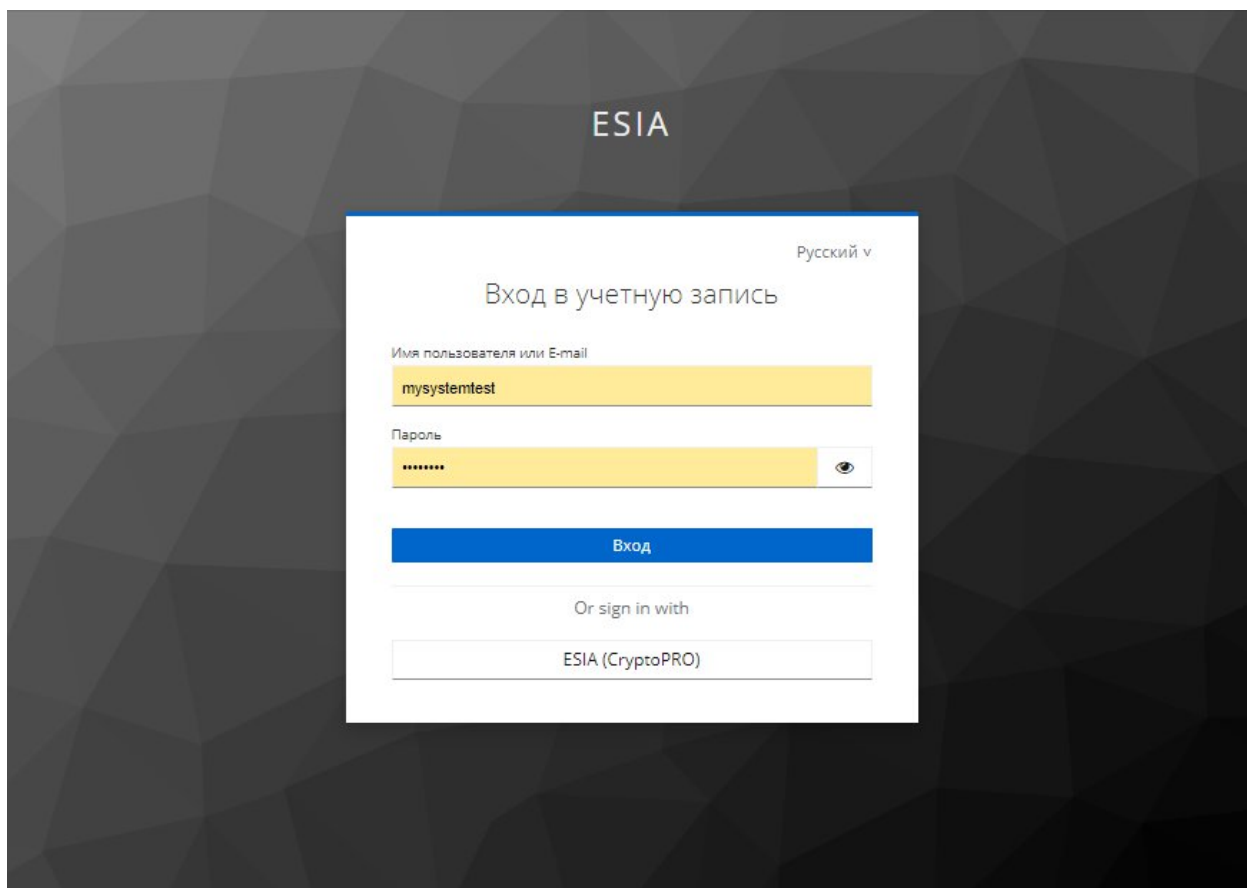 ESIA
Русский ˅
Вход в учетную запись
Имя пользователя или E-mail
mysystemtest
Пароль
••••••••
Вход
Or sign in with
ESIA (CryptoPRO)